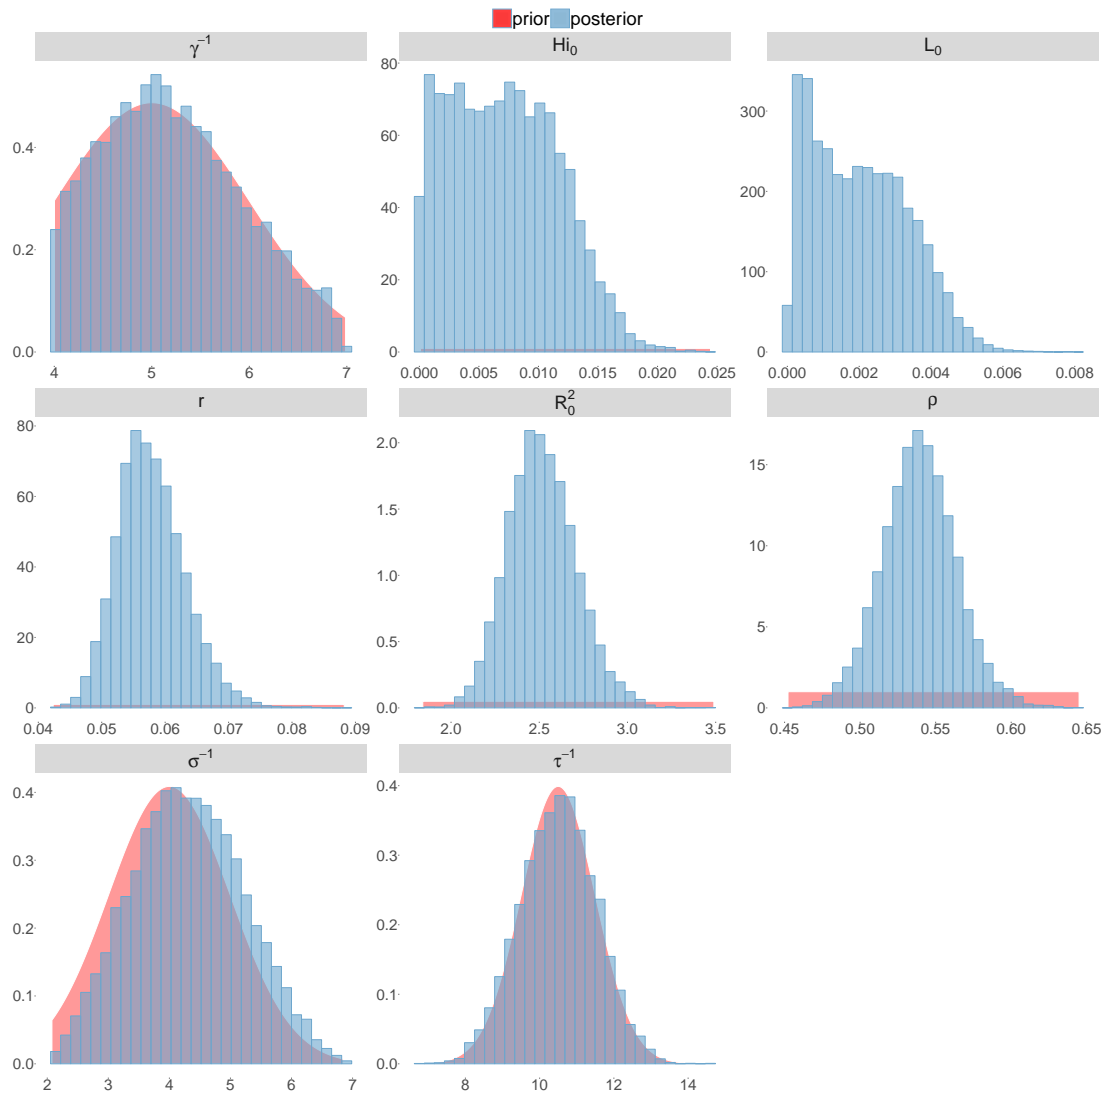 prior posterior
γ⁻¹ Hi₀ L₀
0.4 0.2 0.0
4 5 6 7
80 60 40 20 0
0.000 0.005 0.010 0.015 0.020 0.025
300 200 100 0
0.000 0.002 0.004 0.006 0.008
r R₀² ρ
80 60 40 20 0
0.04 0.05 0.06 0.07 0.08 0.09
2.0 1.5 1.0 0.5 0.0
2.0 2.5 3.0 3.5
15 10 5 0
0.45 0.50 0.55 0.60 0.65
σ⁻¹ τ⁻¹
0.4 0.3 0.2 0.1 0.0
2 3 4 5 6 7
0.4 0.3 0.2 0.1 0.0
8 10 12 14